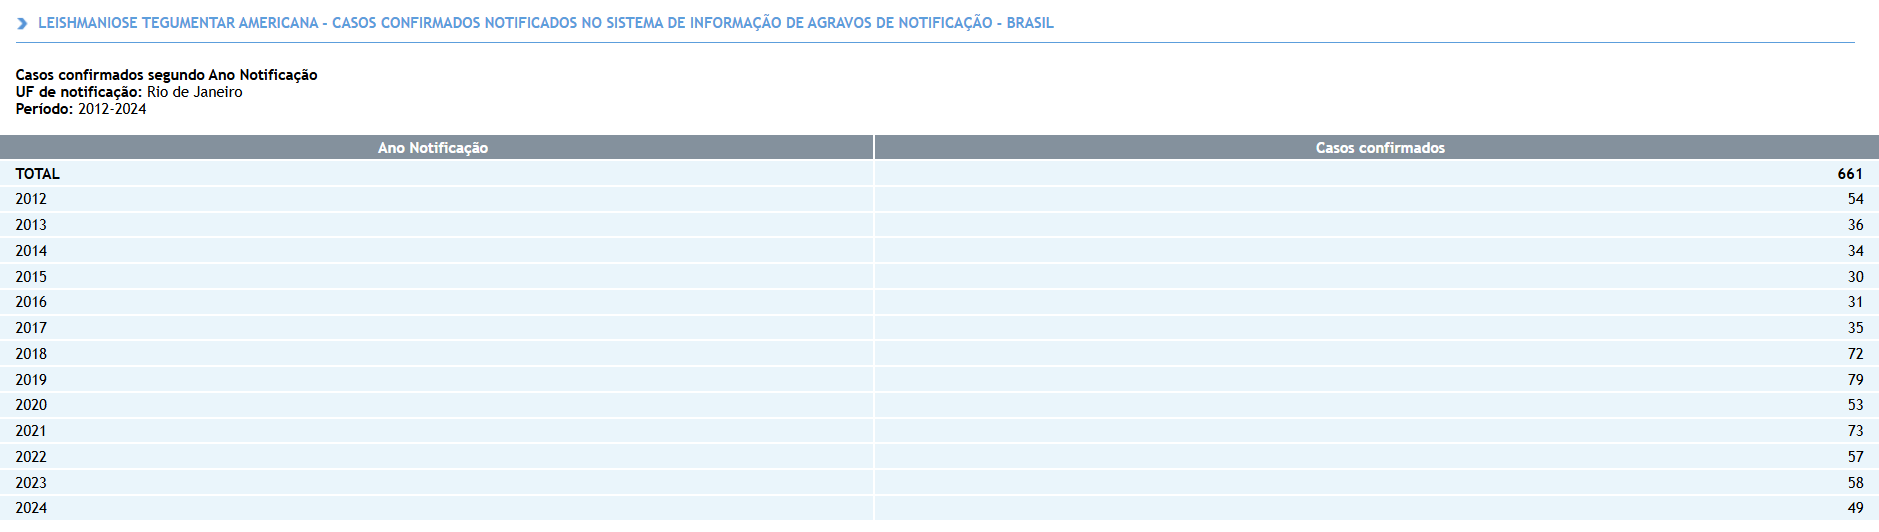 LEISHMANIOSE TEGUMENTAR AMERICANA - CASOS CONFIRMADOS NOTIFICADOS NO SISTEMA DE INFORMAÇÃO DE AGRAVOS DE NOTIFICAÇÃO - BRASIL
Casos confirmados segundo Ano Notificação
UF de notificação: Rio de Janeiro
Período: 2012-2024
Ano Notificação Casos confirmados
TOTAL 661
2012 54
2013 36
2014 34
2015 30
2016 31
2017 35
2018 72
2019 79
2020 53
2021 73
2022 57
2023 58
2024 49